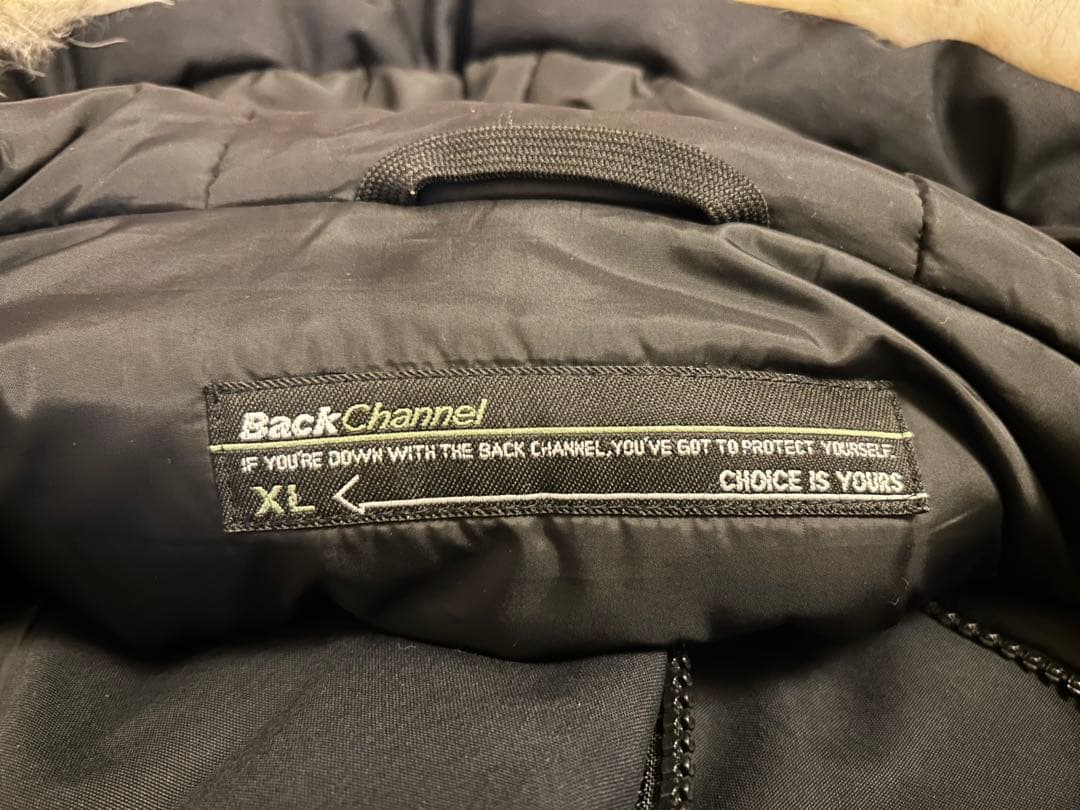 BackChannel
IF YOU'RE DOWN WITH THE BACK CHANNEL, YOU'VE GOT TO PROTECT YOURSELF.
CHOICE IS YOURS
XL